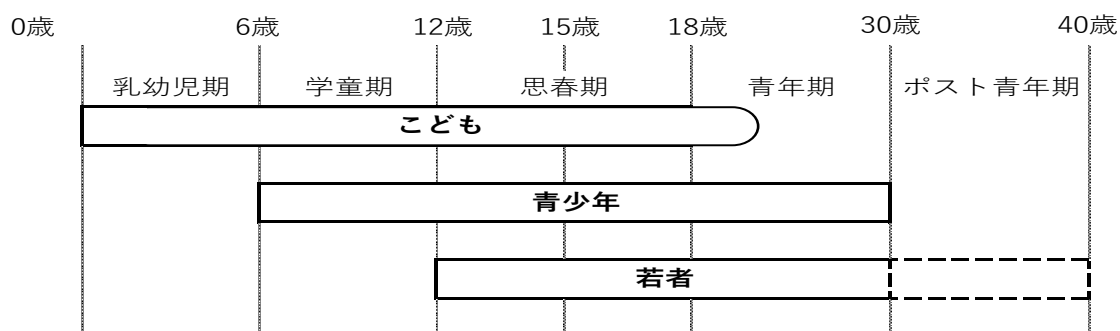 0歳 6歳 12歳 15歳 18歳 30歳 40歳
乳幼児期 学童期 思春期 青年期 ポスト青年期
こども
青少年
若者